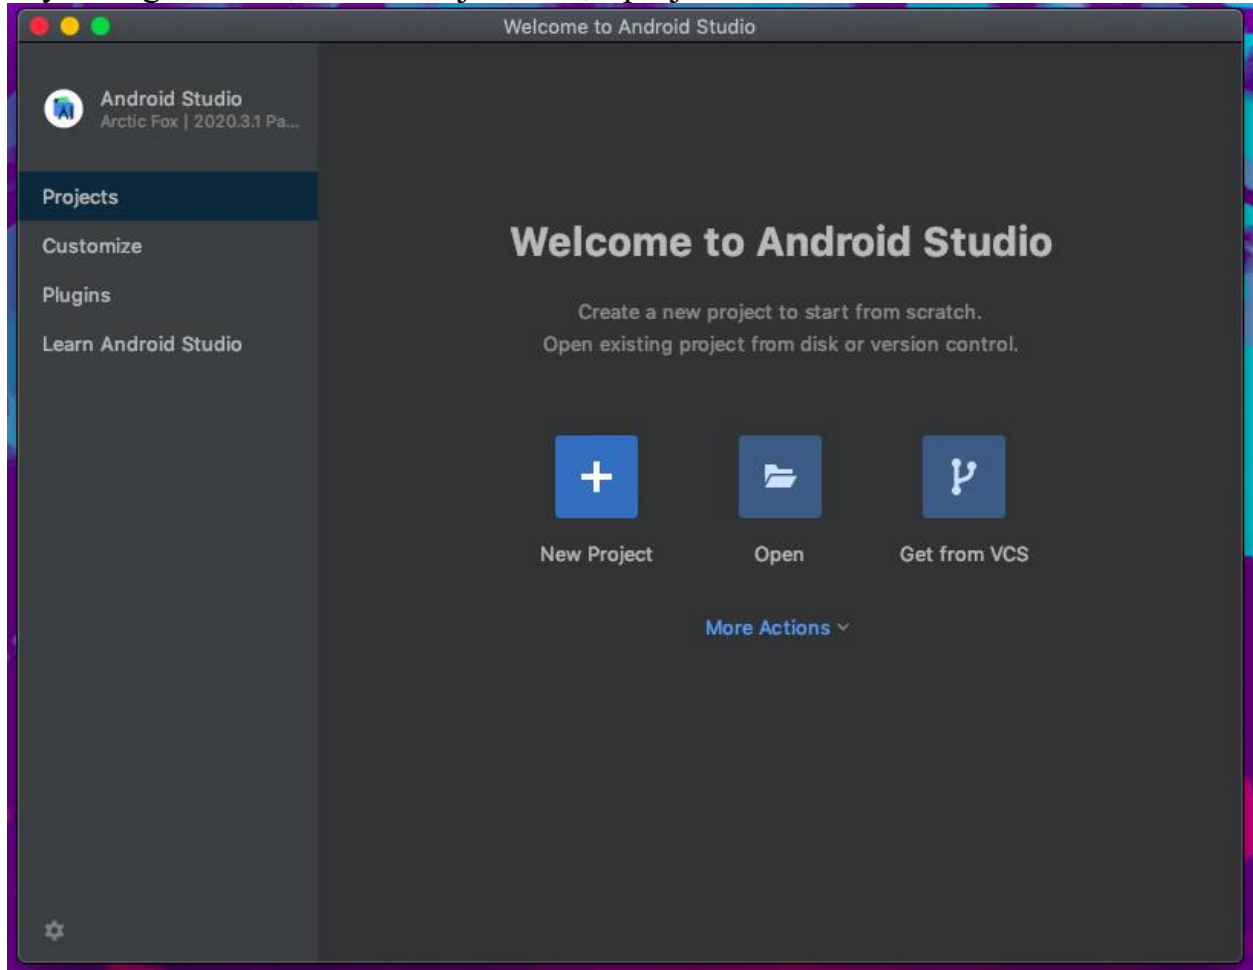 Welcome to Android Studio
Android Studio
Arctic Fox | 2020.3.1 Pa...
Projects
Customize
Plugins
Learn Android Studio
Welcome to Android Studio
Create a new project to start from scratch.
Open existing project from disk or version control.
New Project
Open
Get from VCS
More Actions